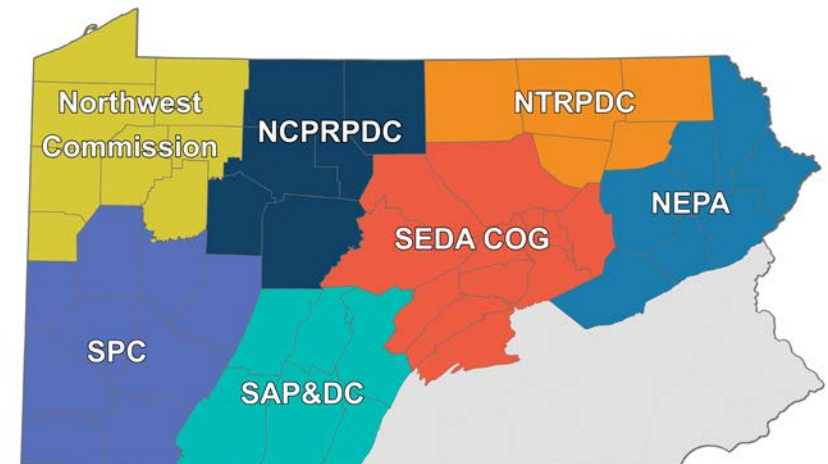 Northwest
Commission
NCPRPDC
NTRPDC
NEPA
SEDA COG
SPC
SAP&DC